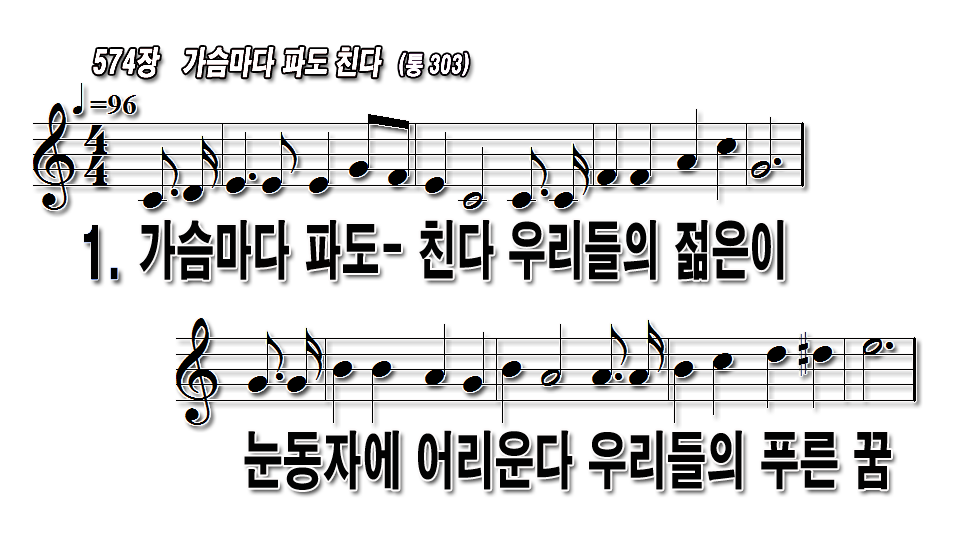 574장 가슴마다 파도 친다 (통 303)
♩=96
4
4
1. 가슴마다 파도- 친다 우리들의 젊은이
눈동자에 어리운다 우리들의 푸른 꿈